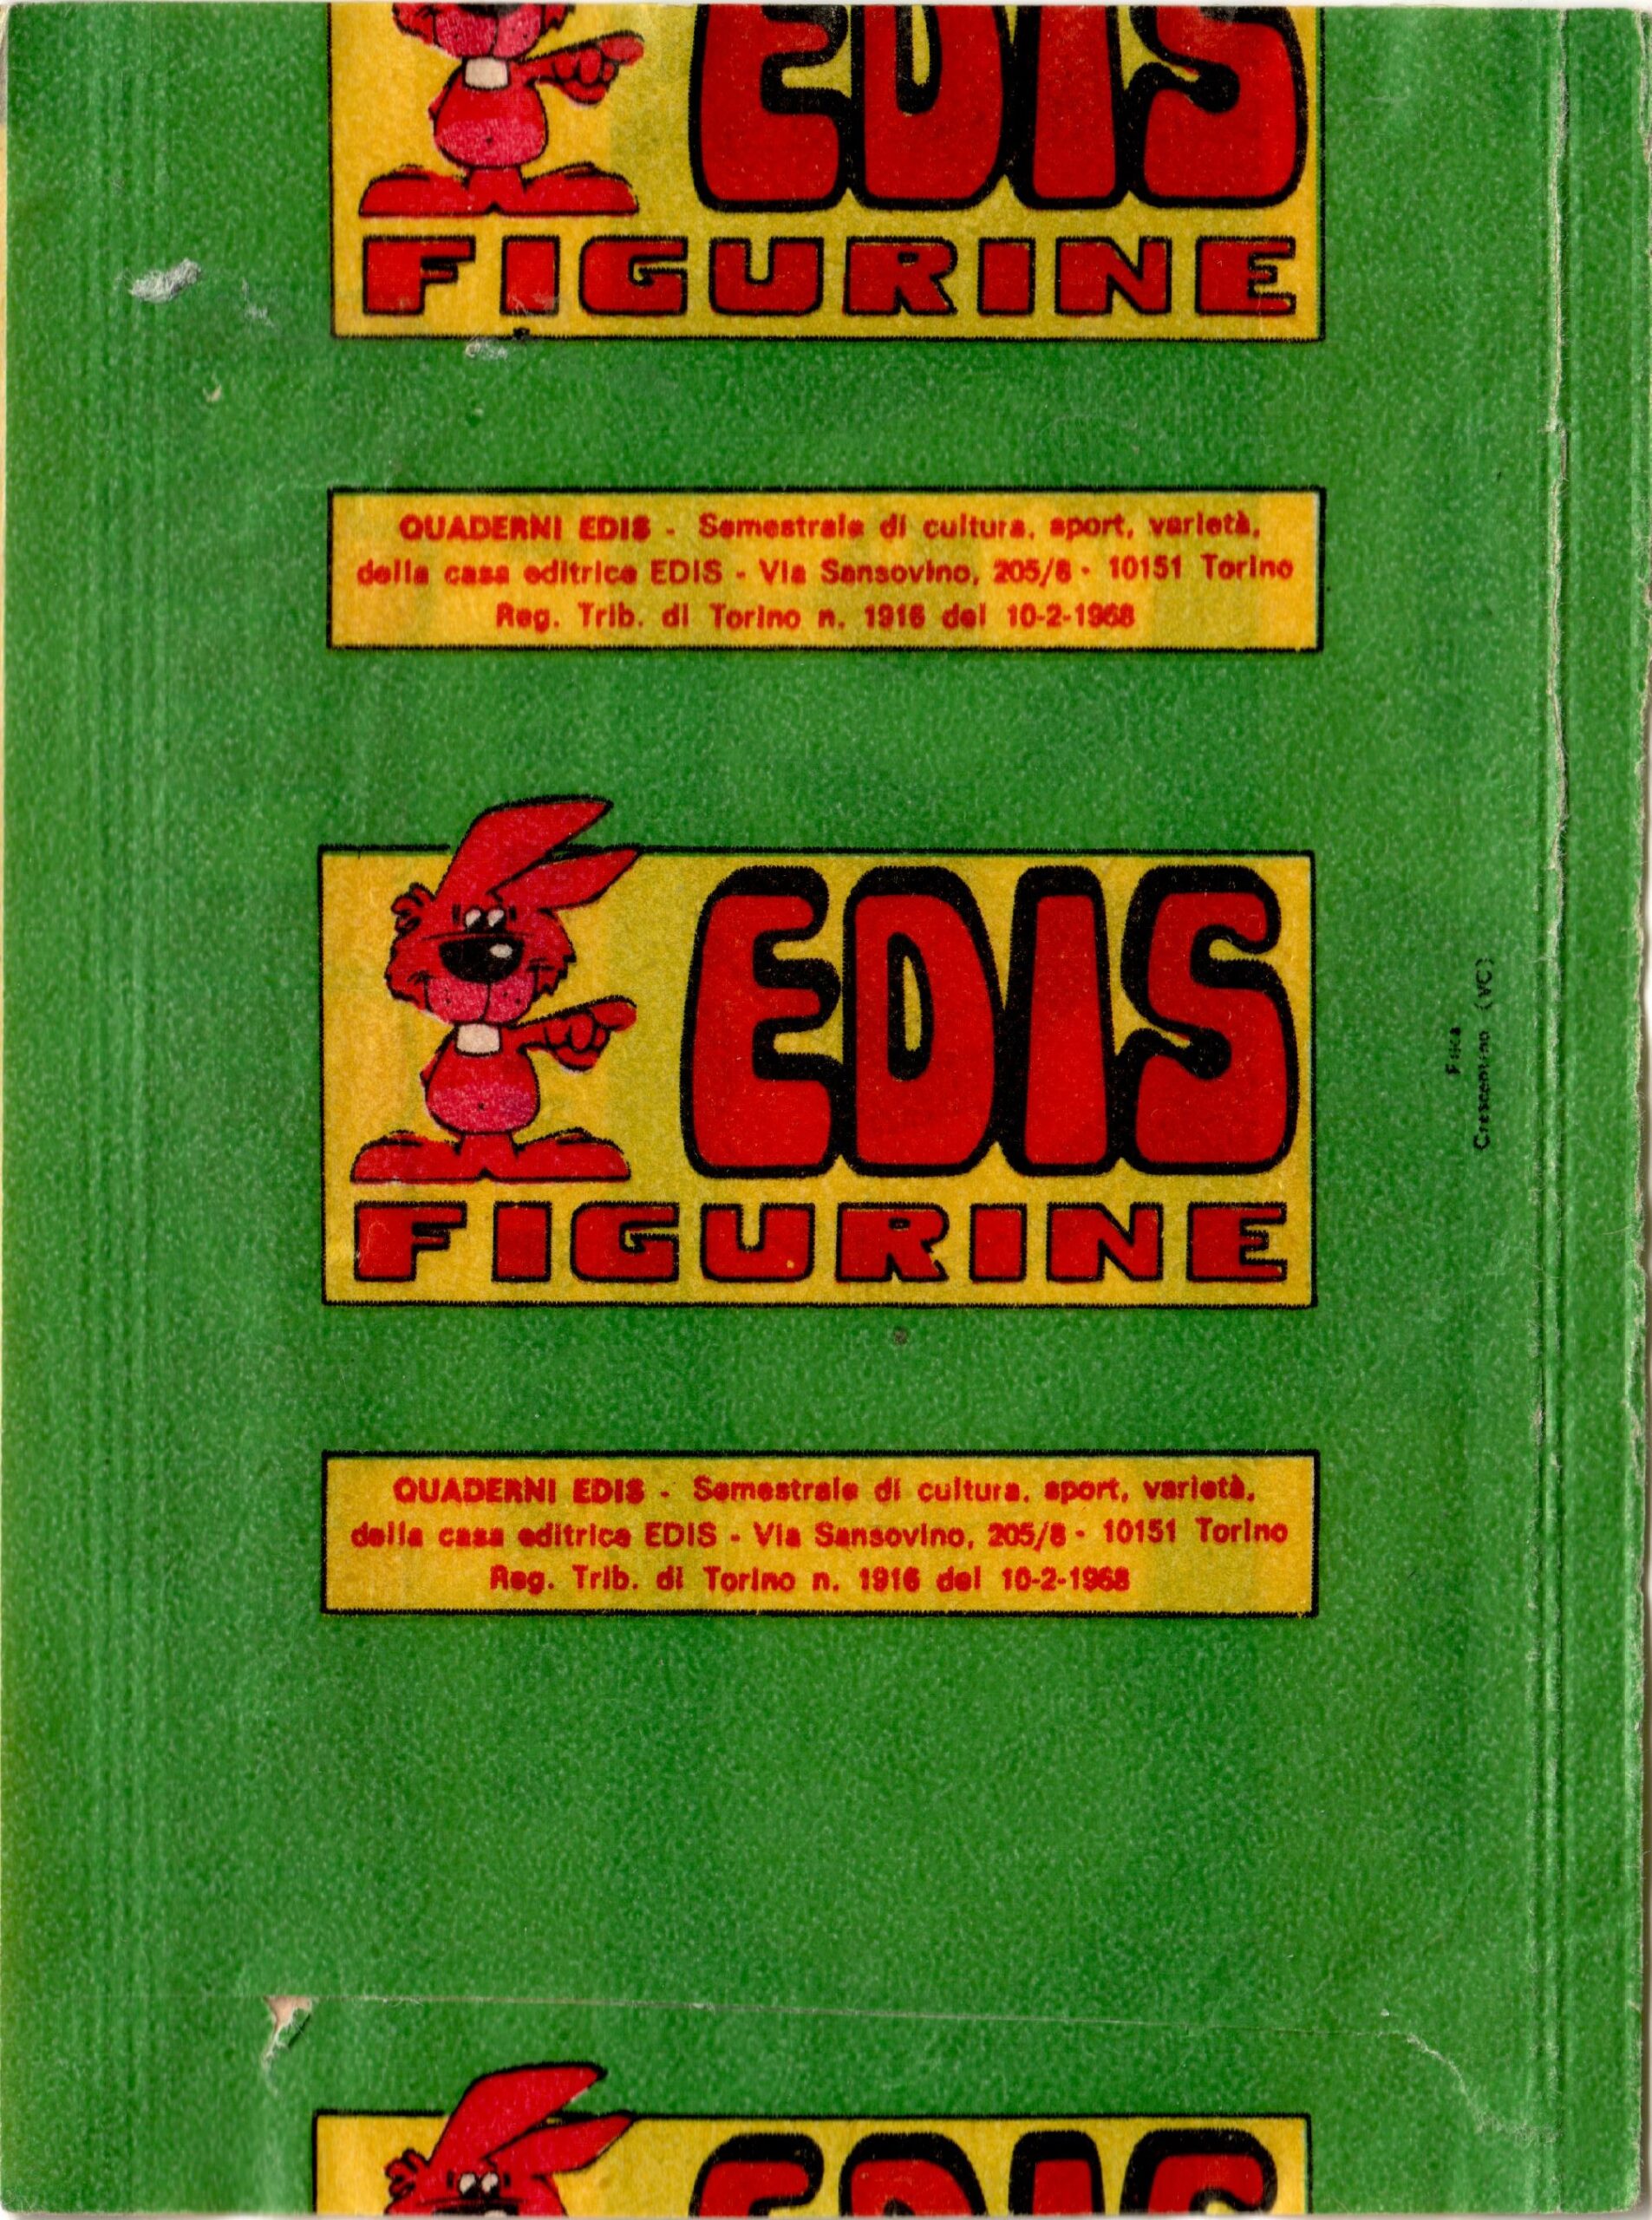 EDIS
FIGURINE
QUADERNI EDIS - Semestrale di cultura, sport, varietà,
della casa editrice EDIS - Via Sansovino, 205/8 - 10151 Torino
Reg. Trib. di Torino n. 1916 del 10-2-1968
EDIS
FIGURINE
Crescentino (VC)
QUADERNI EDIS - Semestrale di cultura, sport, varietà,
della casa editrice EDIS - Via Sansovino, 205/8 - 10151 Torino
Reg. Trib. di Torino n. 1916 del 10-2-1968
EDIS